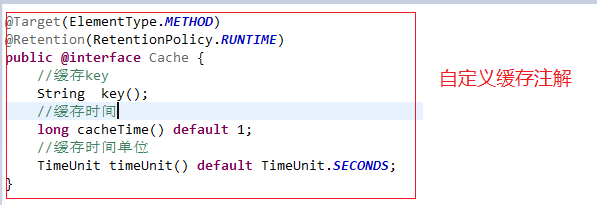 @Target(ElementType.METHOD)
@Retention(RetentionPolicy.RUNTIME)
public @interface Cache {
    //缓存key
    String  key();
    //缓存时间
    long cacheTime() default 1;
    //缓存时间单位
    TimeUnit timeUnit() default TimeUnit.SECONDS;
}
自定义缓存注解